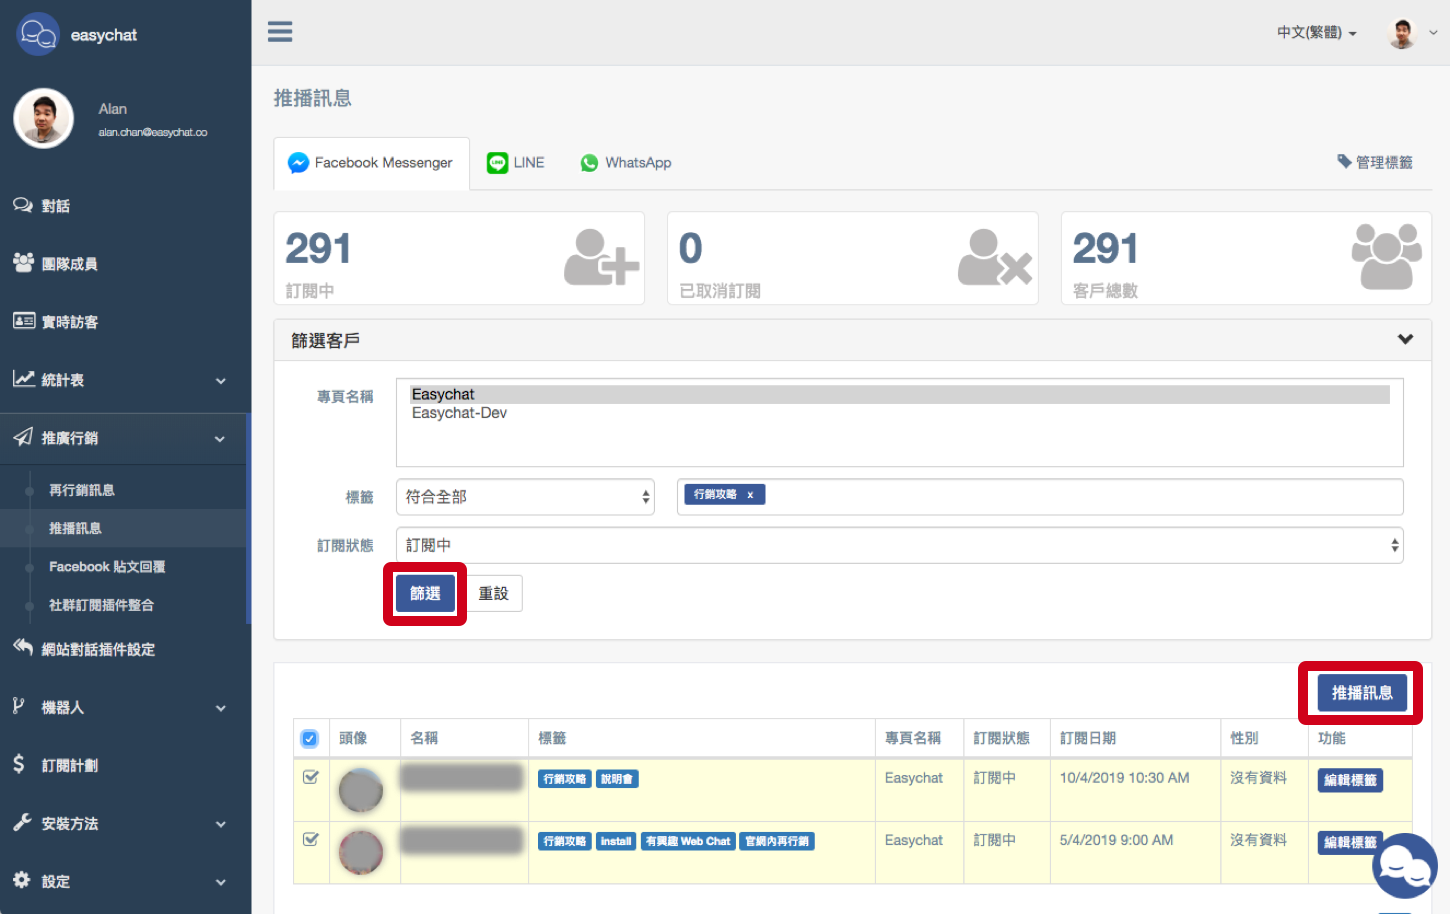 easychat
中文(繁體)
Alan
alan.chan@easychat.co
對話
團隊成員
實時訪客
統計表
推廣行銷
再行銷訊息
推播訊息
Facebook 貼文回覆
社群訂閱插件整合
網站對話插件設定
機器人
訂閱計劃
安裝方法
設定
推播訊息
Facebook Messenger
LINE
WhatsApp
管理標籤
291
訂閱中
0
已取消訂閱
291
客戶總數
篩選客戶
專頁名稱
Easychat
Easychat-Dev
標籤
符合全部
行銷攻略 x
訂閱狀態
訂閱中
篩選
重設
推播訊息
頭像 名稱 標籤 專頁名稱 訂閱狀態 訂閱日期 性別 功能
行銷攻略 說明會 Easychat 訂閱中 10/4/2019 10:30 AM 沒有資料 編輯標籤
行銷攻略 Install 有興趣 Web Chat 官網內再行銷 Easychat 訂閱中 5/4/2019 9:00 AM 沒有資料 編輯標籤